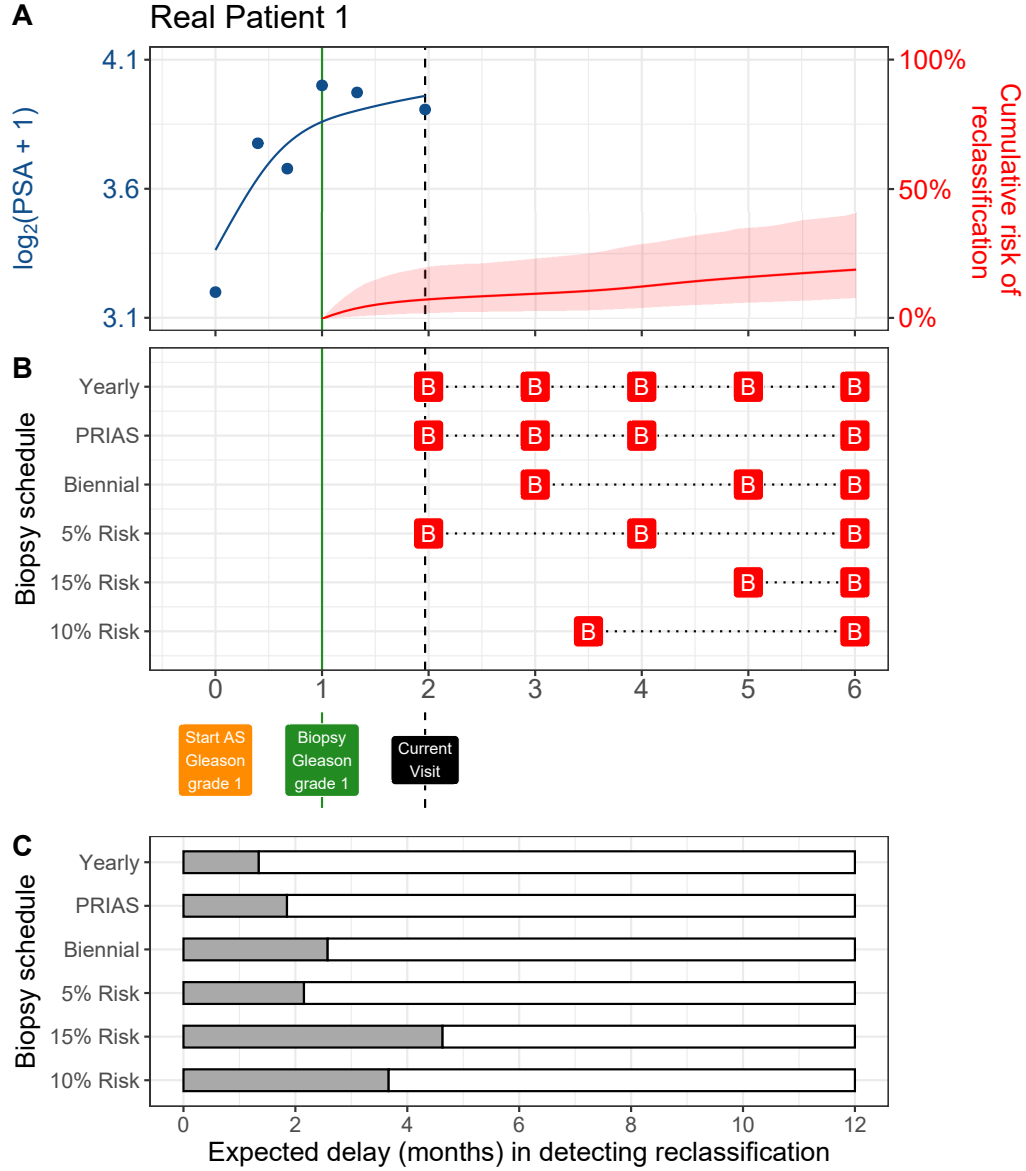 A
Real Patient 1
4.1
3.6
3.1
log₂(PSA + 1)
100%
50%
0%
Cumulative risk of
reclassification
B
Biopsy schedule
Yearly
B B B B B
PRIAS
B B B B
Biennial
B B B
5% Risk
B B B
15% Risk
B B
10% Risk
B B
0 1 2 3 4 5 6
Start AS
Gleason
grade 1
Biopsy
Gleason
grade 1
Current
Visit
C
Biopsy schedule
Yearly
PRIAS
Biennial
5% Risk
15% Risk
10% Risk
0 2 4 6 8 10 12
Expected delay (months) in detecting reclassification